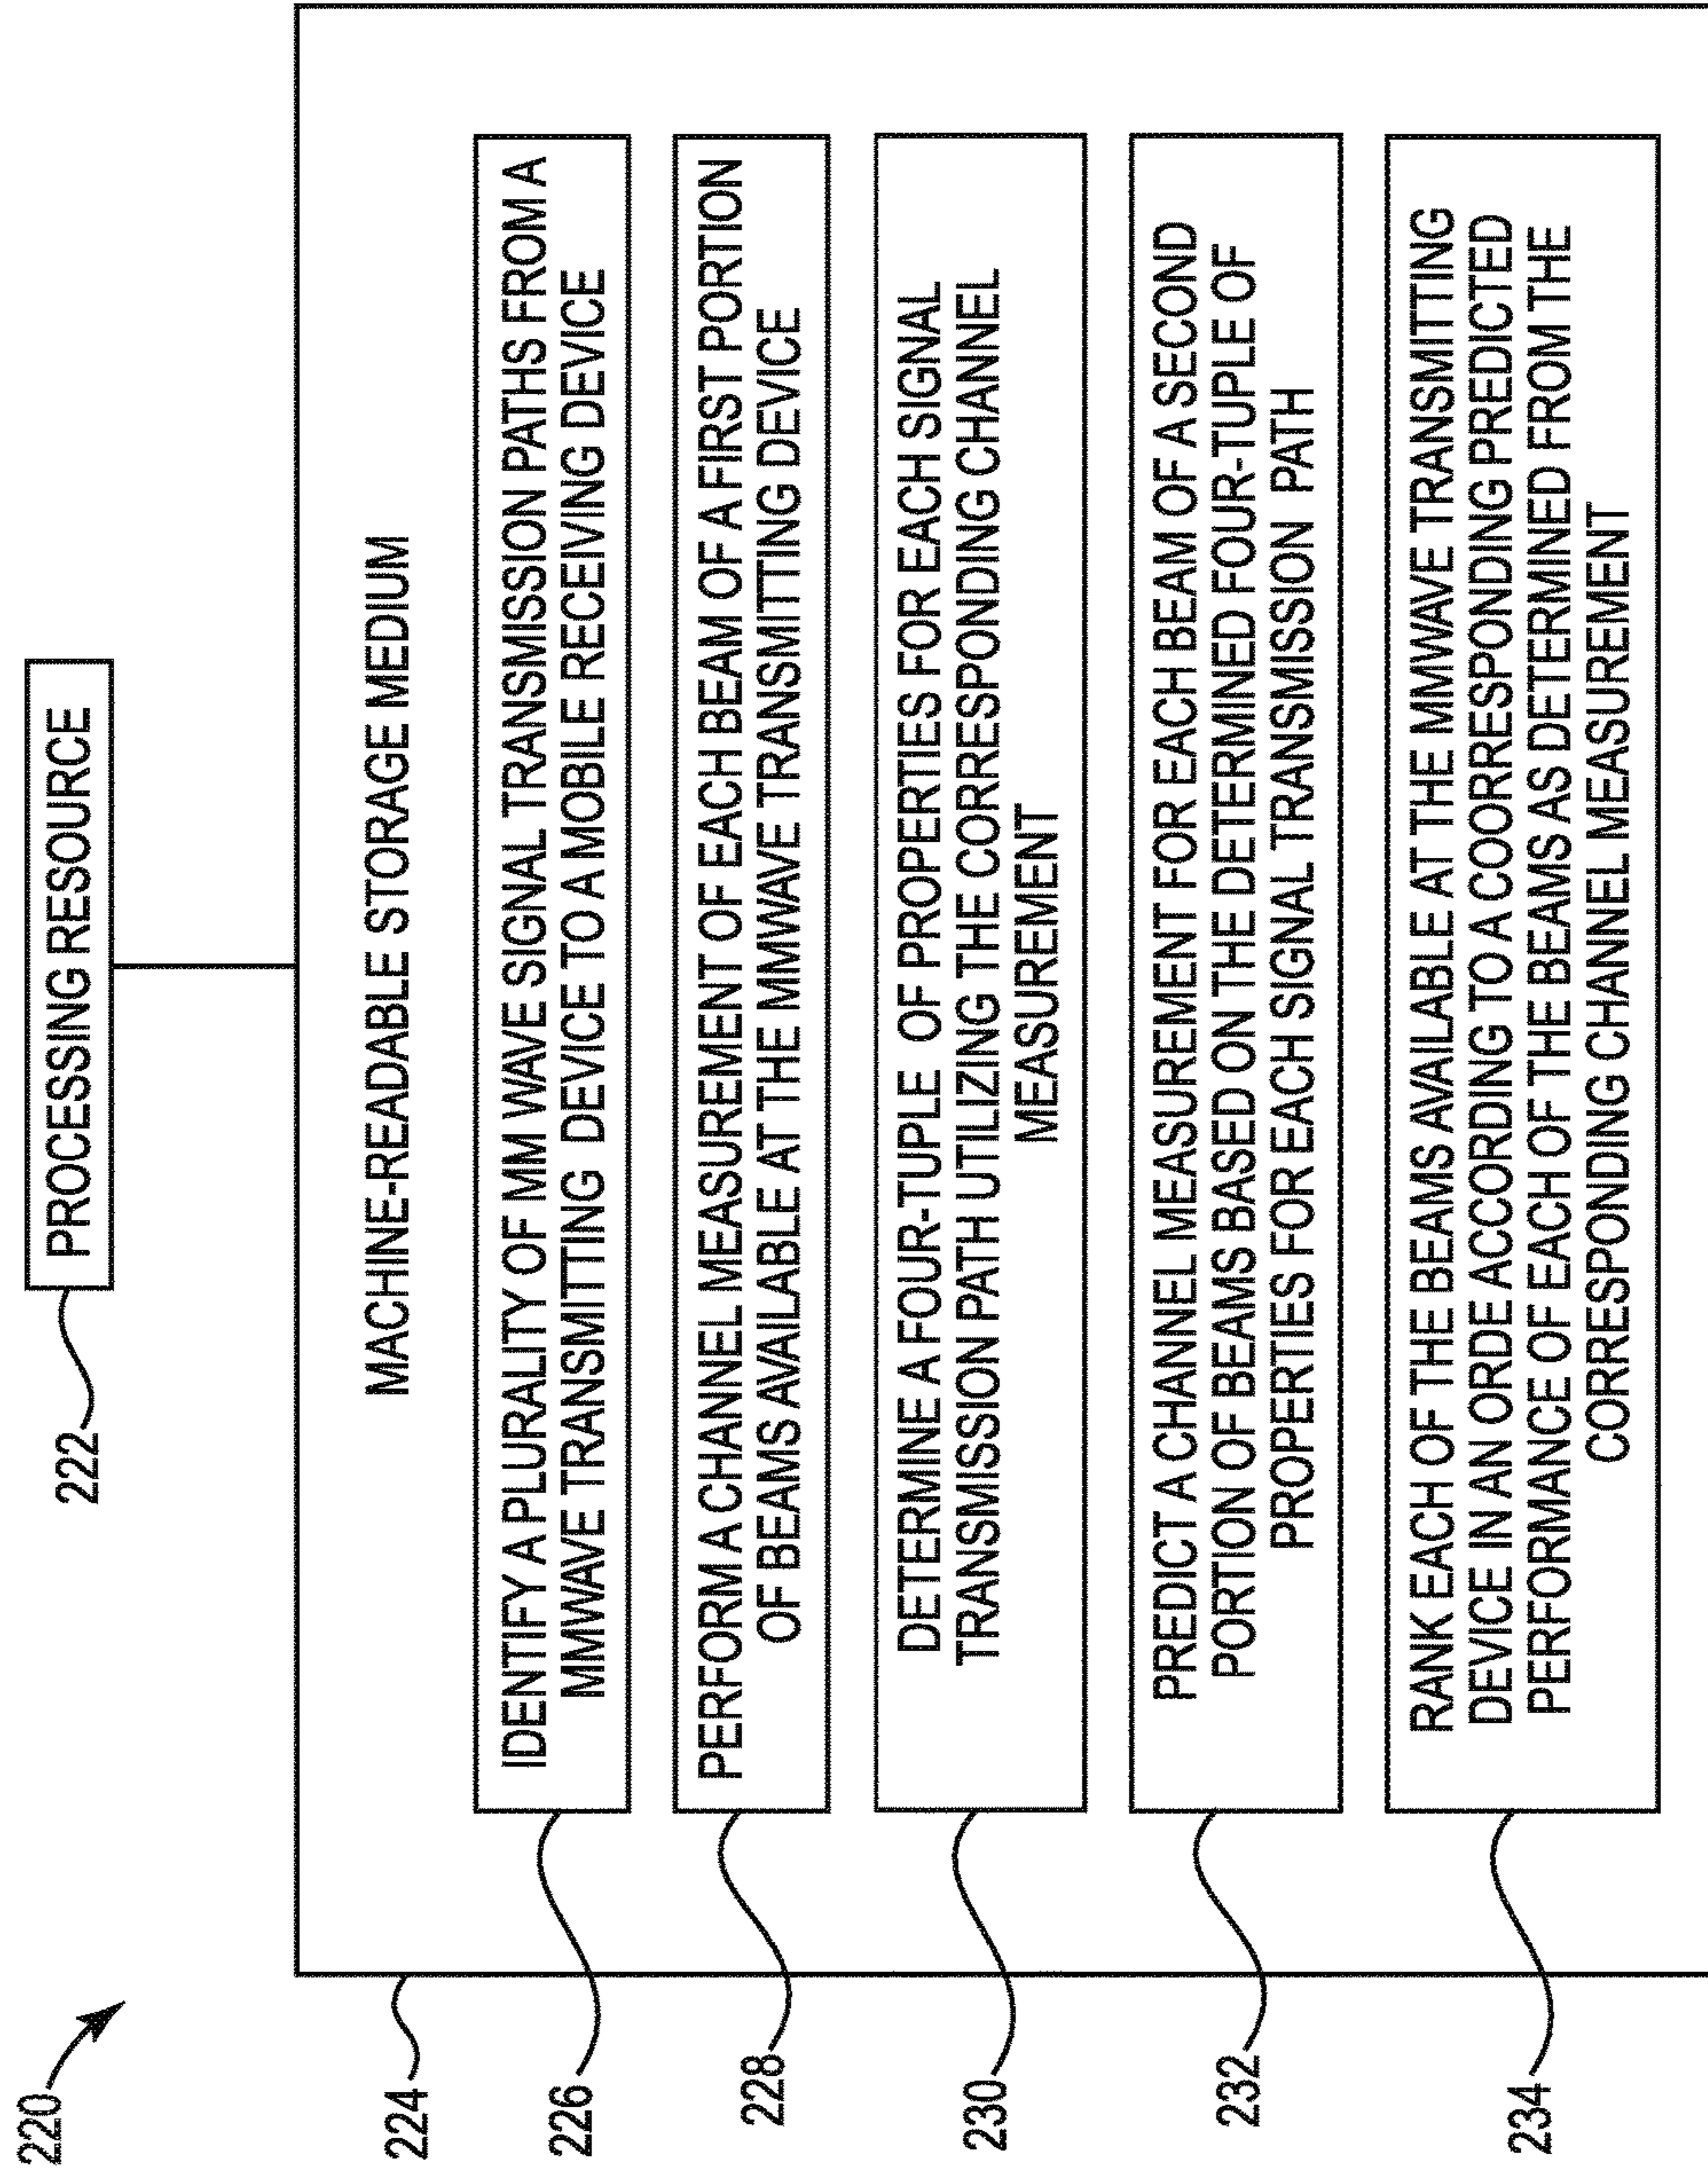 220
222
PROCESSING RESOURCE
224
MACHINE-READABLE STORAGE MEDIUM
226
IDENTIFY A PLURALITY OF MM WAVE SIGNAL TRANSMISSION PATHS FROM A
MMWAVE TRANSMITTING DEVICE TO A MOBILE RECEIVING DEVICE
228
PERFORM A CHANNEL MEASUREMENT OF EACH BEAM OF A FIRST PORTION
OF BEAMS AVAILABLE AT THE MMWAVE TRANSMITTING DEVICE
230
DETERMINE A FOUR-TUPLE OF PROPERTIES FOR EACH SIGNAL
TRANSMISSION PATH UTILIZING THE CORRESPONDING CHANNEL
MEASUREMENT
232
PREDICT A CHANNEL MEASUREMENT FOR EACH BEAM OF A SECOND
PORTION OF BEAMS BASED ON THE DETERMINED FOUR-TUPLE OF
PROPERTIES FOR EACH SIGNAL TRANSMISSION PATH
234
RANK EACH OF THE BEAMS AVAILABLE AT THE MMWAVE TRANSMITTING
DEVICE IN AN ORDE ACCORDING TO A COORRESPONDING PREDICTED
PERFORMANCE OF EACH OF THE BEAMS AS DETERMINED FROM THE
CORRESPONDING CHANNEL MEASUREMENT